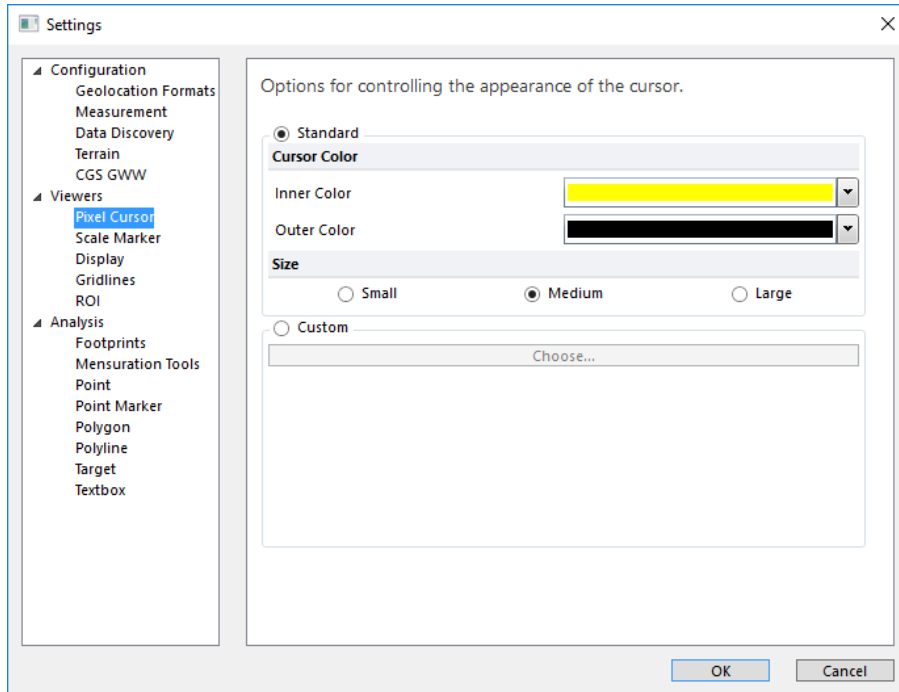 Settings
Configuration
Geolocation Formats
Measurement
Data Discovery
Terrain
CGS GWW
Viewers
Pixel Cursor
Scale Marker
Display
Gridlines
ROI
Analysis
Footprints
Mensuration Tools
Point
Point Marker
Polygon
Polyline
Target
Textbox
Options for controlling the appearance of the cursor.
Standard
Cursor Color
Inner Color
Outer Color
Size
Small Medium Large
Custom
Choose...
OK Cancel